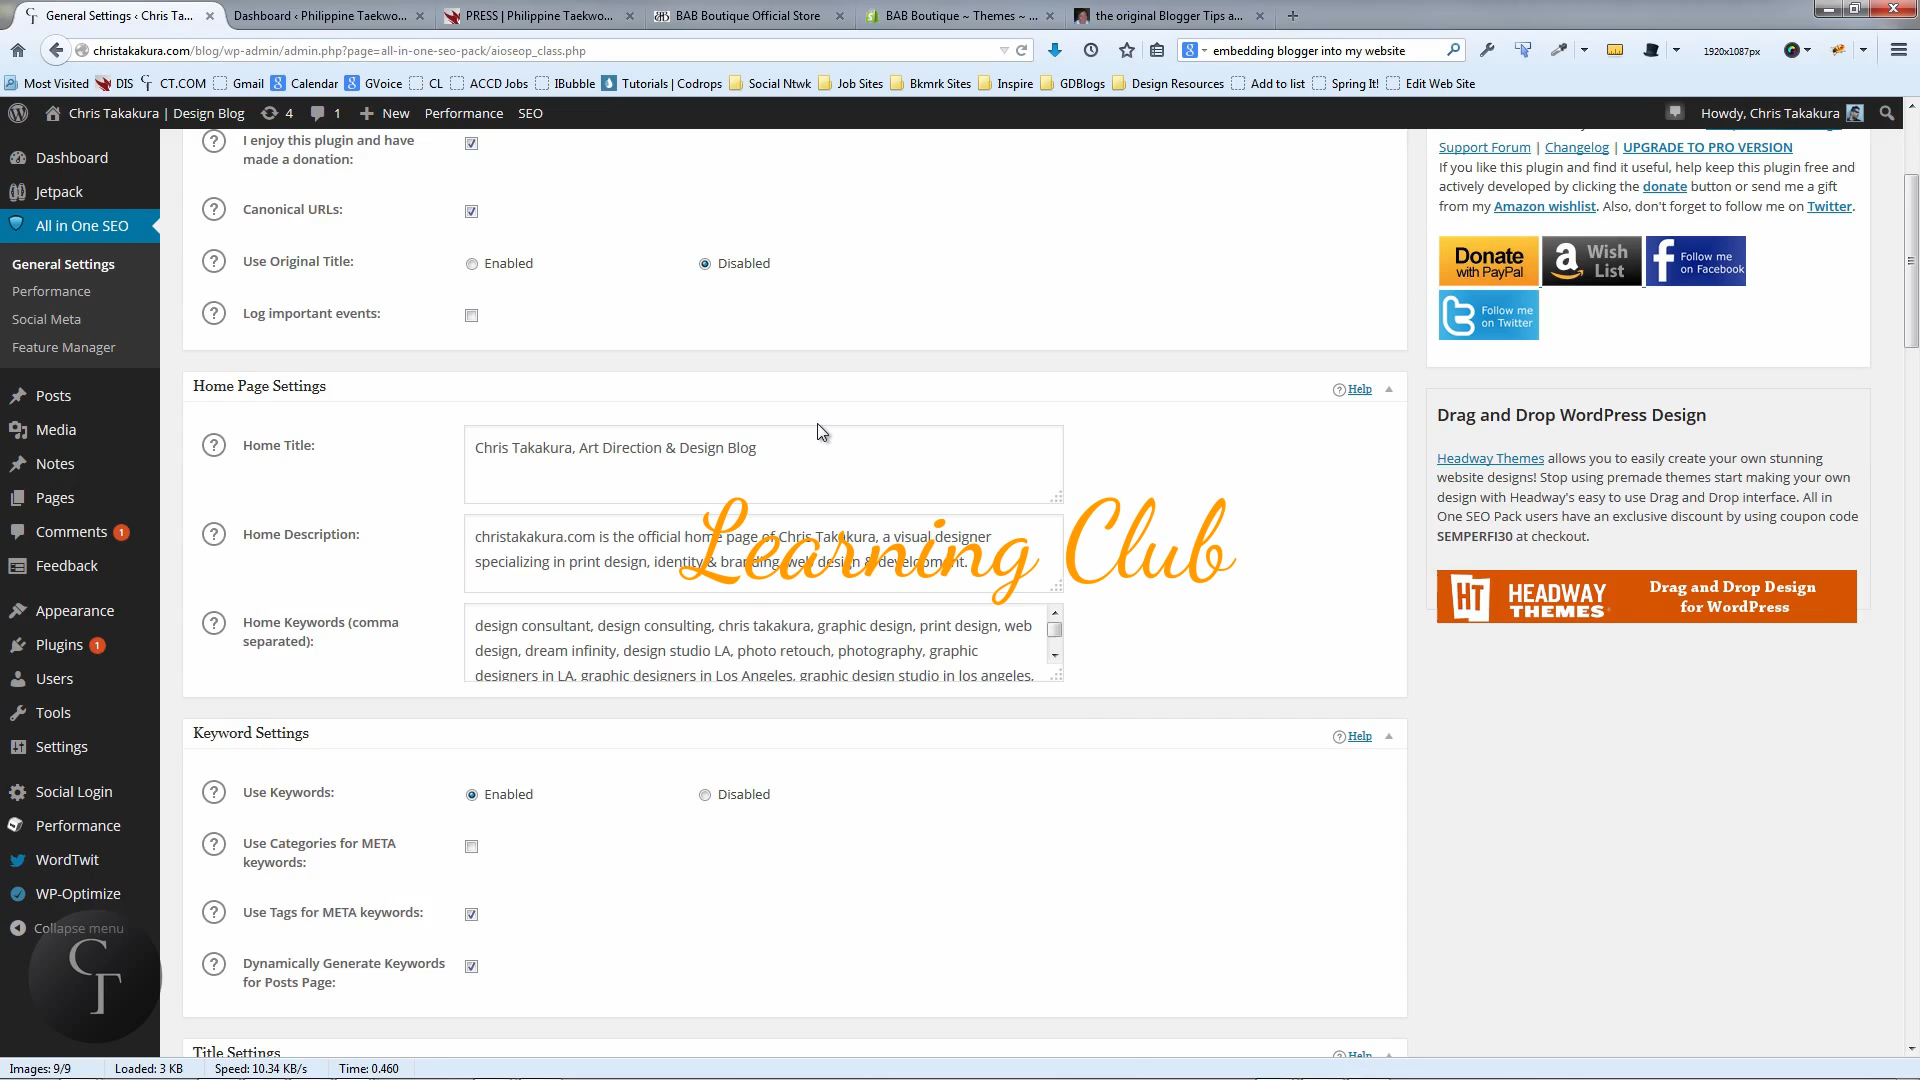 General Settings ‹ Chris Ta...
Dashboard ‹ Philippine Taekwo...
PRESS | Philippine Taekwo...
BAB Boutique Official Store
BAB Boutique ~ Themes ~ ...
the original Blogger Tips a...
christakakura.com/blog/wp-admin/admin.php?page=all-in-one-seo-pack/aioseop_class.php
embedding blogger into my website
1920x1087px
Most Visited DIS CT.COM Gmail Calendar GVoice CL ACCD Jobs IBubble Tutorials | Codrops Social Ntwk Job Sites Bkmrk Sites Inspire GDBlogs Design Resources Add to list Spring It! Edit Web Site
Chris Takakura | Design Blog 4 1 New Performance SEO
Howdy, Chris Takakura
Dashboard
Jetpack
All in One SEO
General Settings
Performance
Social Meta
Feature Manager
Posts
Media
Notes
Pages
Comments 1
Feedback
Appearance
Plugins 1
Users
Tools
Settings
Social Login
Performance
WordTwit
WP-Optimize
Collapse menu
CT
I enjoy this plugin and have
made a donation:
Canonical URLs:
Use Original Title:
Enabled
Disabled
Log important events:
Home Page Settings
Help
Home Title:
Chris Takakura, Art Direction & Design Blog
Home Description:
christakakura.com is the official home page of Chris Takakura, a visual designer
specializing in print design, identity & branding, web design & development.
Learning Club
Home Keywords (comma
separated):
design consultant, design consulting, chris takakura, graphic design, print design, web
design, dream infinity, design studio LA, photo retouch, photography, graphic
designers in LA, graphic designers in Los Angeles, graphic design studio in los angeles,
Keyword Settings
Help
Use Keywords:
Enabled
Disabled
Use Categories for META
keywords:
Use Tags for META keywords:
Dynamically Generate Keywords
for Posts Page:
Title Settings
Help
Support Forum | Changelog | UPGRADE TO PRO VERSION
If you like this plugin and find it useful, help keep this plugin free and
actively developed by clicking the donate button or send me a gift
from my Amazon wishlist. Also, don't forget to follow me on Twitter.
Donate
with PayPal
a Wish
List
f Follow me
on Facebook
Follow me
on Twitter
Drag and Drop WordPress Design
Headway Themes allows you to easily create your own stunning
website designs! Stop using premade themes start making your own
design with Headway's easy to use Drag and Drop interface. All in
One SEO Pack users have an exclusive discount by using coupon code
SEMPERFI30 at checkout.
HT HEADWAY
THEMES
Drag and Drop Design
for WordPress
Images: 9/9 Loaded: 3 KB Speed: 10.34 KB/s Time: 0.460